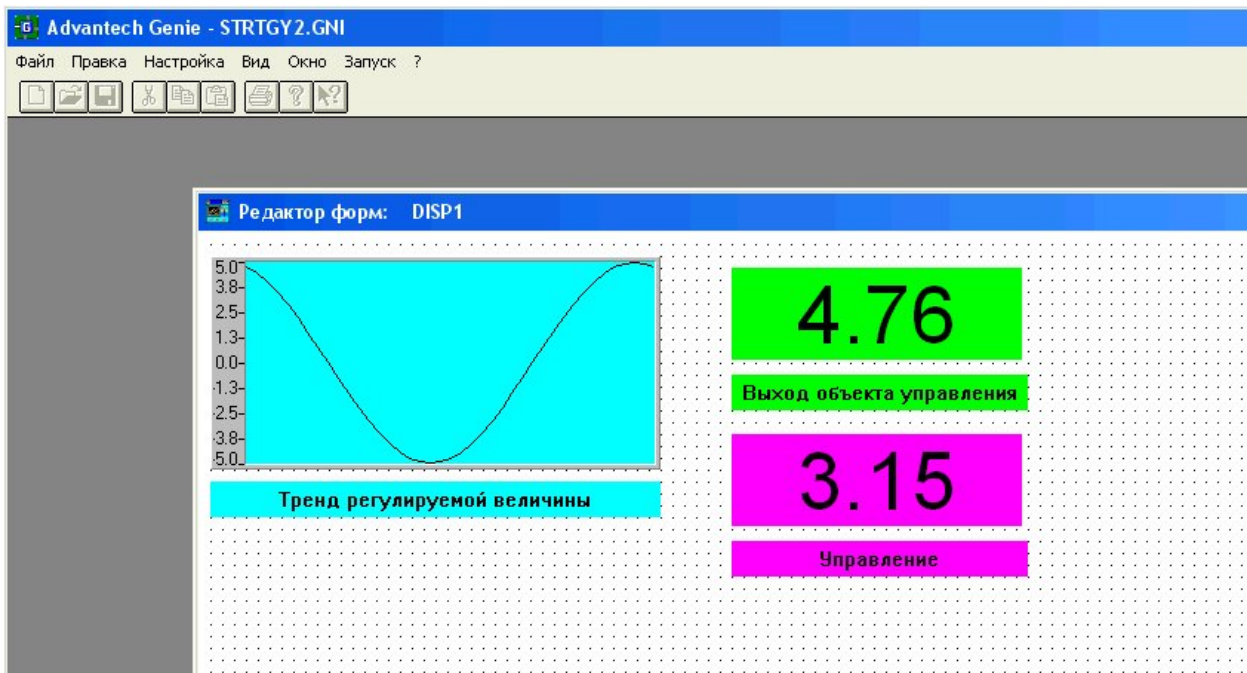 Advantech Genie - STRTGY2.GNI
Файл Правка Настройка Вид Окно Запуск ?
Редактор форм: DISP1
5.0
3.8
2.5
1.3
0.0
-1.3
-2.5
-3.8
-5.0
Тренд регулируемой величины
4.76
Выход объекта управления
3.15
Управление